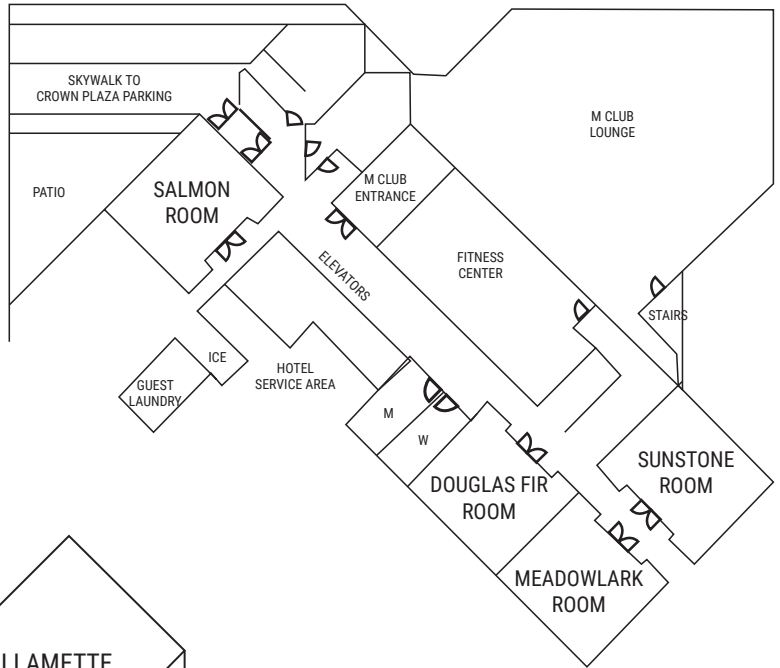 SKYWALK TO
CROWN PLAZA PARKING
M CLUB
LOUNGE
PATIO
SALMON
ROOM
M CLUB
ENTRANCE
FITNESS
CENTER
ELEVATORS
STAIRS
ICE
HOTEL
SERVICE AREA
GUEST
LAUNDRY
M
W
DOUGLAS FIR
ROOM
SUNSTONE
ROOM
MEADOWLARK
ROOM
LLAMETTE